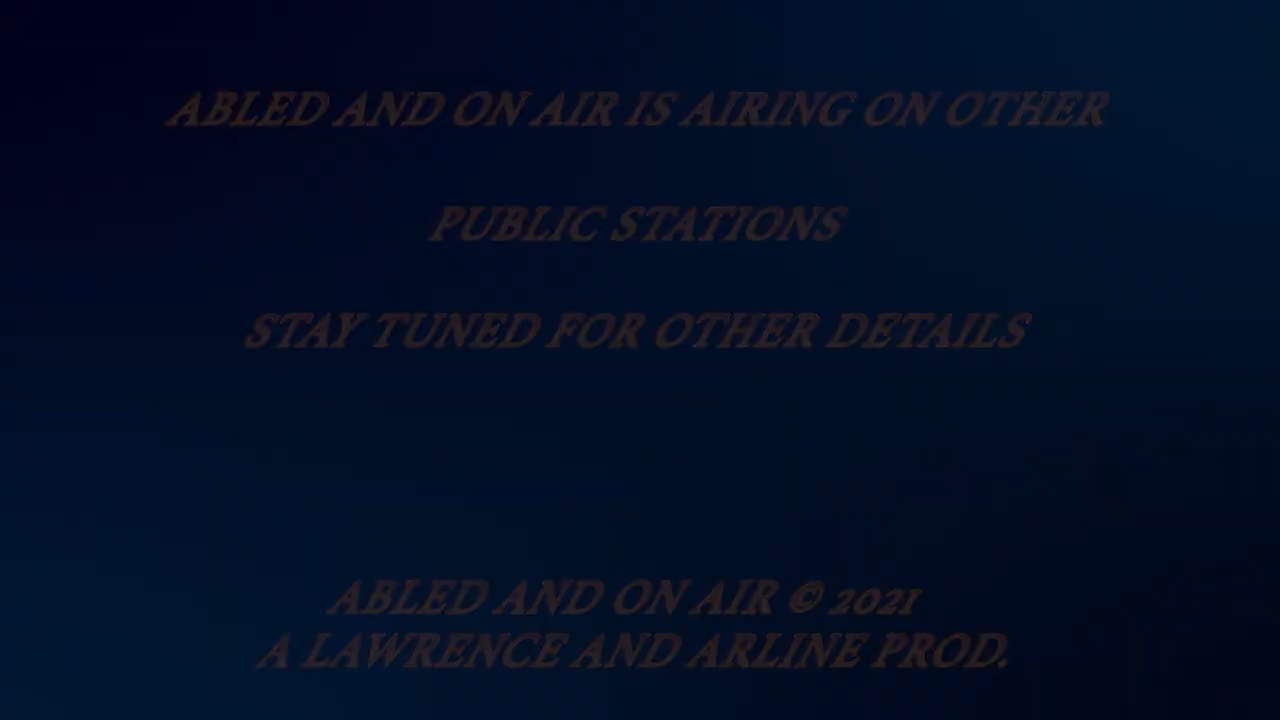 ABLED AND ON AIR IS AIRING ON OTHER
PUBLIC STATIONS
STAY TUNED FOR OTHER DETAILS
ABLED AND ON AIR © 2021
A LAWRENCE AND ARLINE PROD.